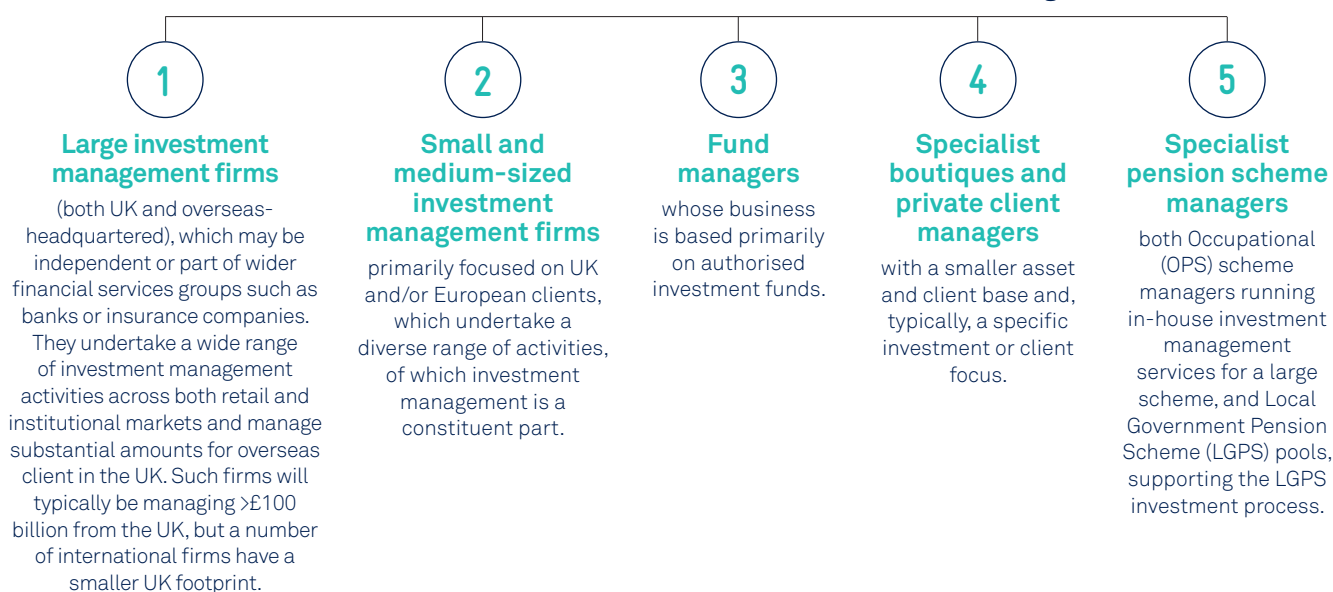 1
Large investment
management firms
(both UK and overseas-
headquartered), which may be
independent or part of wider
financial services groups such as
banks or insurance companies.
They undertake a wide range
of investment management
activities across both retail and
institutional markets and manage
substantial amounts for overseas
client in the UK. Such firms will
typically be managing >£100
billion from the UK, but a number
of international firms have a
smaller UK footprint.
2
Small and
medium-sized
investment
management firms
primarily focused on UK
and/or European clients,
which undertake a
diverse range of activities,
of which investment
management is a
constituent part.
3
Fund
managers
whose business
is based primarily
on authorised
investment funds.
4
Specialist
boutiques and
private client
managers
with a smaller asset
and client base and,
typically, a specific
investment or client
focus.
5
Specialist
pension scheme
managers
both Occupational
(OPS) scheme
managers running
in-house investment
management
services for a large
scheme, and Local
Government Pension
Scheme (LGPS) pools,
supporting the LGPS
investment process.